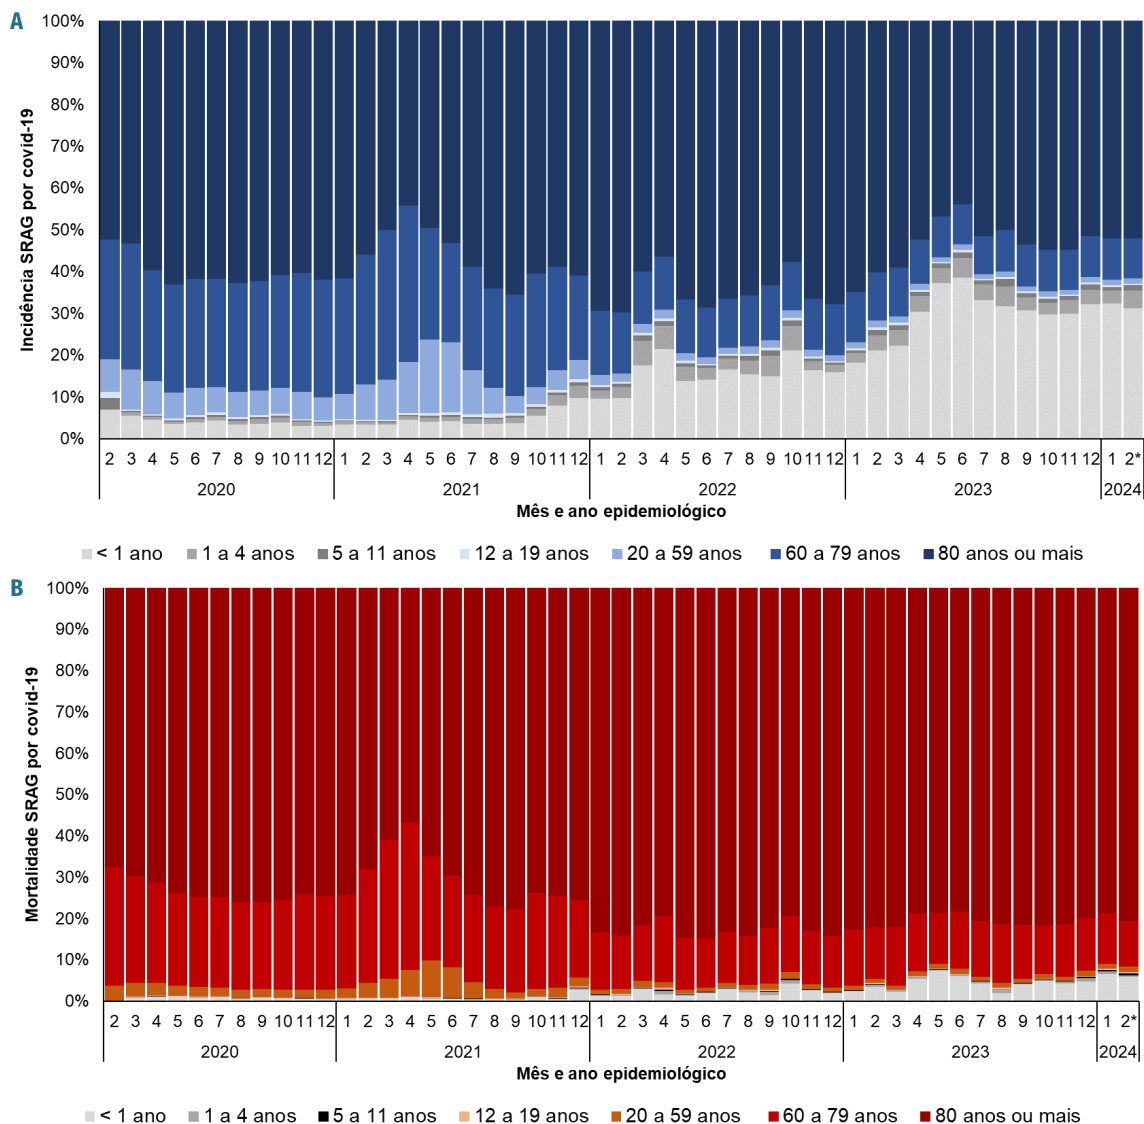 A
Incidência SRAG por covid-19
100%
90%
80%
70%
60%
50%
40%
30%
20%
10%
0%
2 3 4 5 6 7 8 9 10 11 12 1 2 3 4 5 6 7 8 9 10 11 12 1 2 3 4 5 6 7 8 9 10 11 12 1 2 3 4 5 6 7 8 9 10 11 12 1 2*
2020 2021 2022 2023 2024
Mês e ano epidemiológico
< 1 ano 1 a 4 anos 5 a 11 anos 12 a 19 anos 20 a 59 anos 60 a 79 anos 80 anos ou mais
B
Mortalidade SRAG por covid-19
100%
90%
80%
70%
60%
50%
40%
30%
20%
10%
0%
2 3 4 5 6 7 8 9 10 11 12 1 2 3 4 5 6 7 8 9 10 11 12 1 2 3 4 5 6 7 8 9 10 11 12 1 2 3 4 5 6 7 8 9 10 11 12 1 2*
2020 2021 2022 2023 2024
Mês e ano epidemiológico
< 1 ano 1 a 4 anos 5 a 11 anos 12 a 19 anos 20 a 59 anos 60 a 79 anos 80 anos ou mais